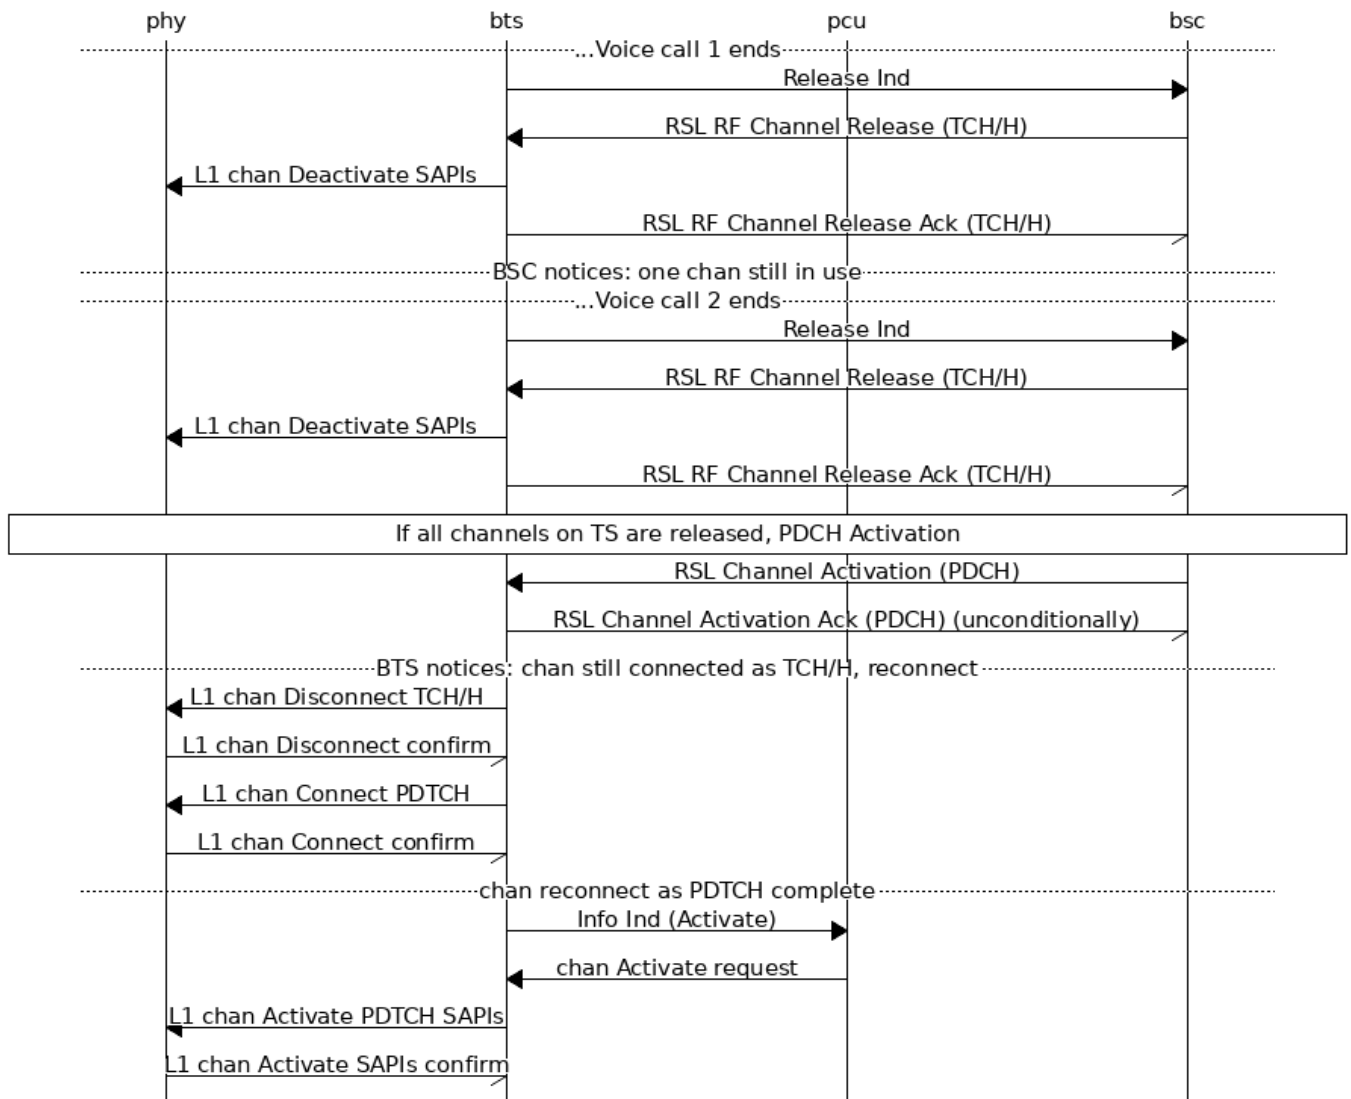 phy bts pcu bsc
...Voice call 1 ends
Release Ind
RSL RF Channel Release (TCH/H)
L1 chan Deactivate SAPIs
RSL RF Channel Release Ack (TCH/H)
BSC notices: one chan still in use
...Voice call 2 ends
Release Ind
RSL RF Channel Release (TCH/H)
L1 chan Deactivate SAPIs
RSL RF Channel Release Ack (TCH/H)
If all channels on TS are released, PDCH Activation
RSL Channel Activation (PDCH)
RSL Channel Activation Ack (PDCH) (unconditionally)
BTS notices: chan still connected as TCH/H, reconnect
L1 chan Disconnect TCH/H
L1 chan Disconnect confirm
L1 chan Connect PDTCH
L1 chan Connect confirm
chan reconnect as PDTCH complete
Info Ind (Activate)
chan Activate request
L1 chan Activate PDTCH SAPIs
L1 chan Activate SAPIs confirm